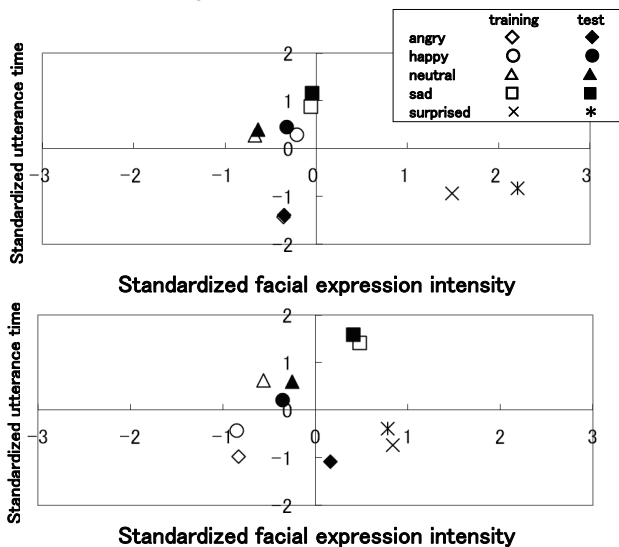 training test
angry
happy
neutral
sad
surprised
Standardized utterance time
2
1
0
-1
-2
-3 -2 -1 0 1 2 3
Standardized facial expression intensity
Standardized utterance time
2
1
0
-1
-2
-3 -2 -1 0 1 2 3
Standardized facial expression intensity